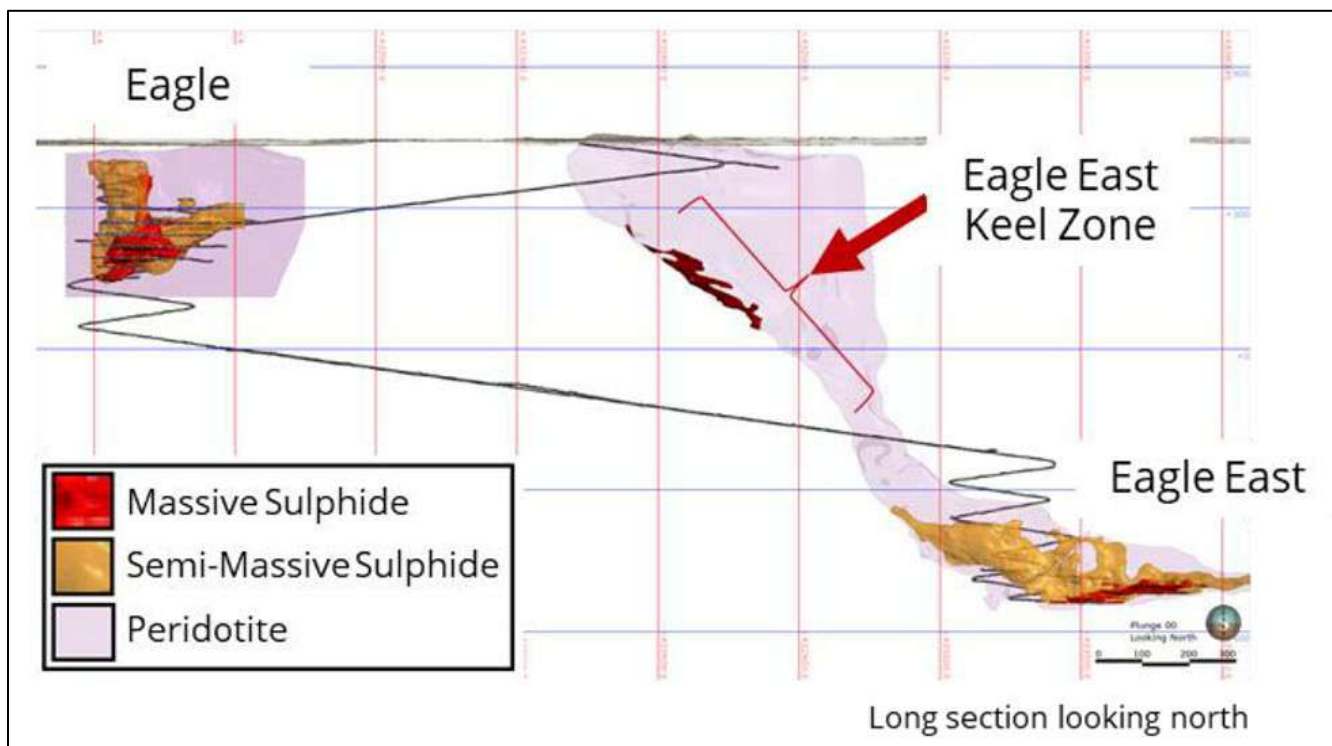 Eagle
Eagle East
Keel Zone
Eagle East
Massive Sulphide
Semi-Massive Sulphide
Peridotite
Plunge 00
Looking North
0 100 200 300
Long section looking north